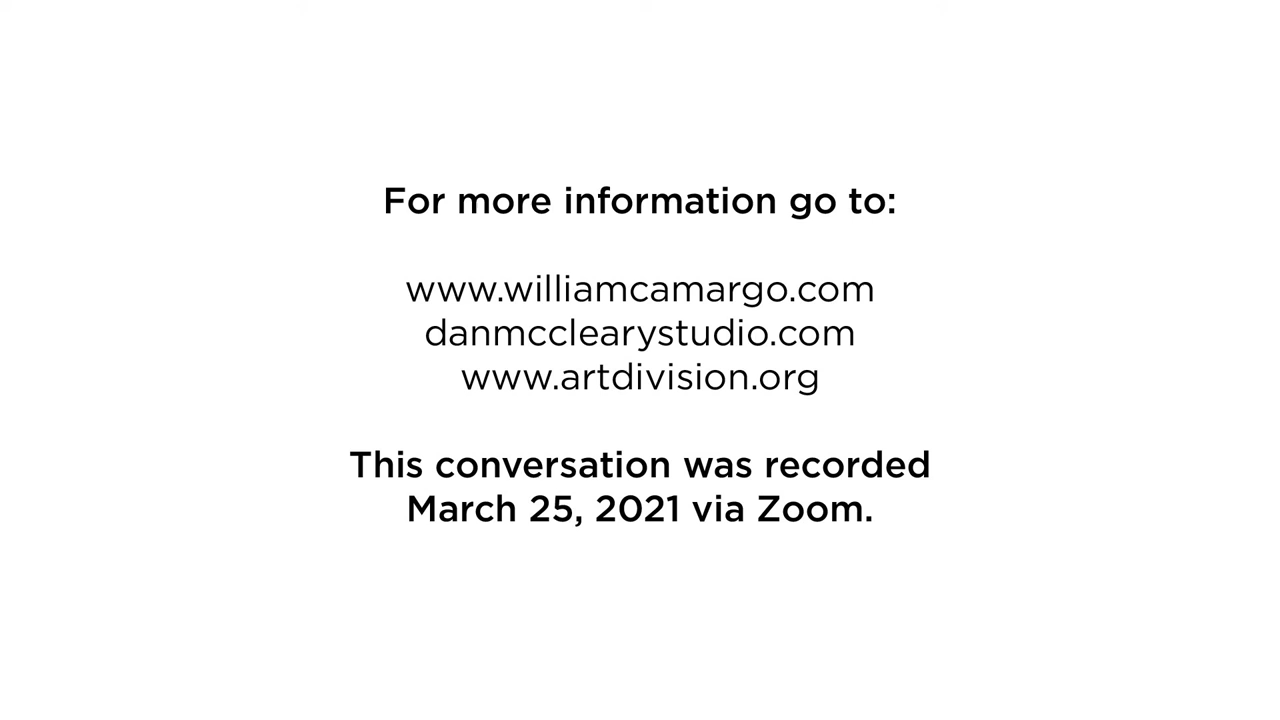 For more information go to:
www.williamcamargo.com
danmcclearystudio.com
www.artdivision.org
This conversation was recorded
March 25, 2021 via Zoom.